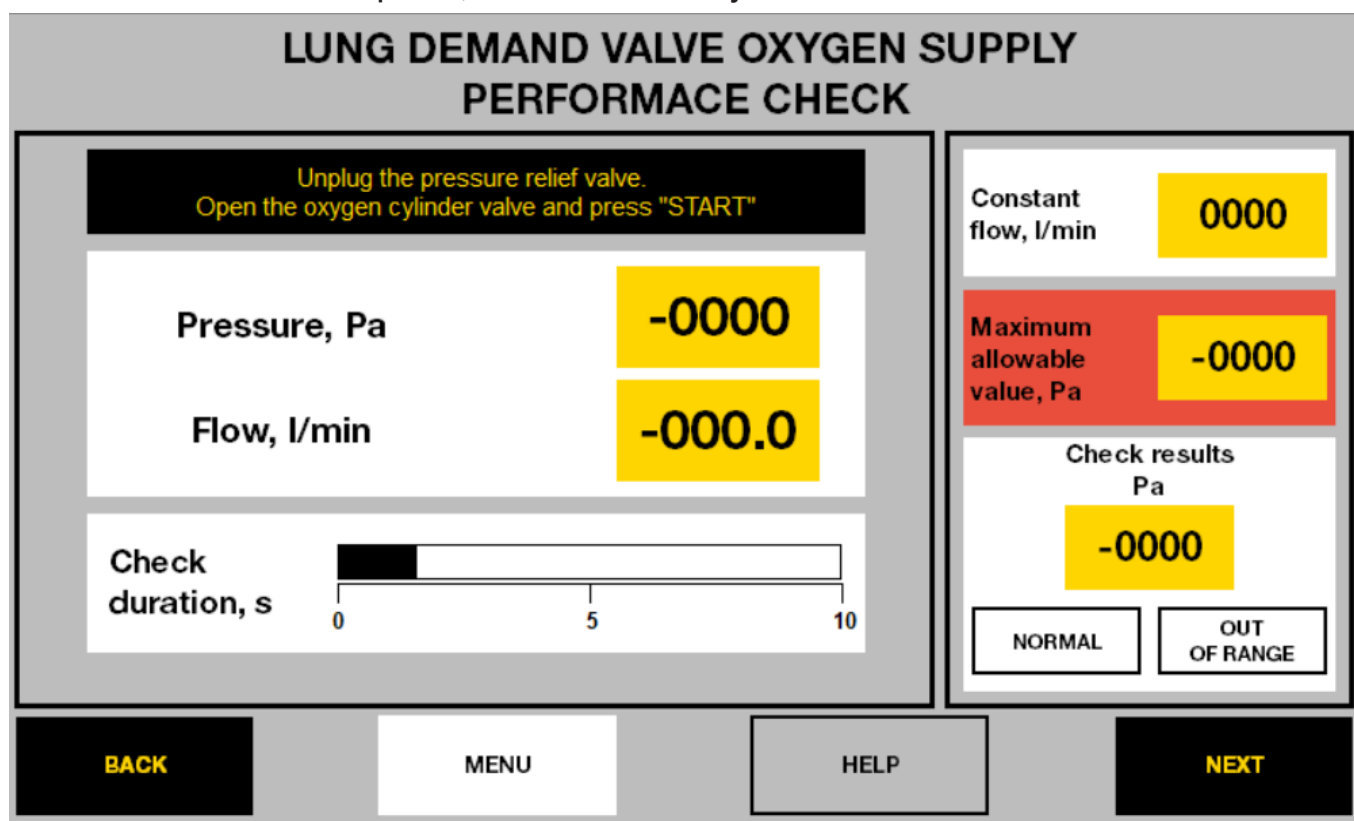 LUNG DEMAND VALVE OXYGEN SUPPLY
PERFORMACE CHECK
Unplug the pressure relief valve.
Open the oxygen cylinder valve and press "START"
Pressure, Pa
-0000
Flow, l/min
-000.0
Check
duration, s
0 5 10
Constant
flow, l/min
0000
Maximum
allowable
value, Pa
-0000
Check results
Pa
-0000
NORMAL
OUT
OF RANGE
BACK
MENU
HELP
NEXT